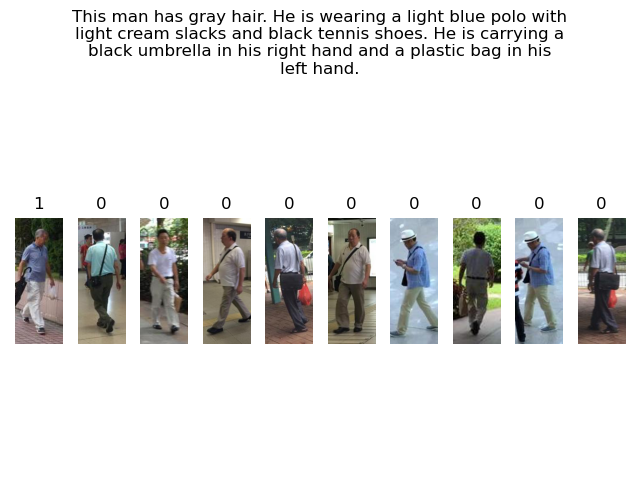 This man has gray hair. He is wearing a light blue polo with
light cream slacks and black tennis shoes. He is carrying a
black umbrella in his right hand and a plastic bag in his
left hand.
1 0 0 0 0 0 0 0 0 0